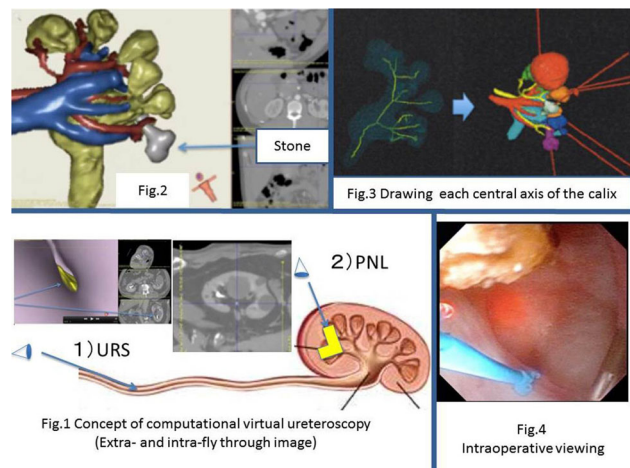 Stone
Fig.2
Fig.3 Drawing each central axis of the calix
2)PNL
1)URS
Fig.1 Concept of computational virtual ureteroscopy
(Extra- and intra-fly through image)
Fig.4
Intraoperative viewing